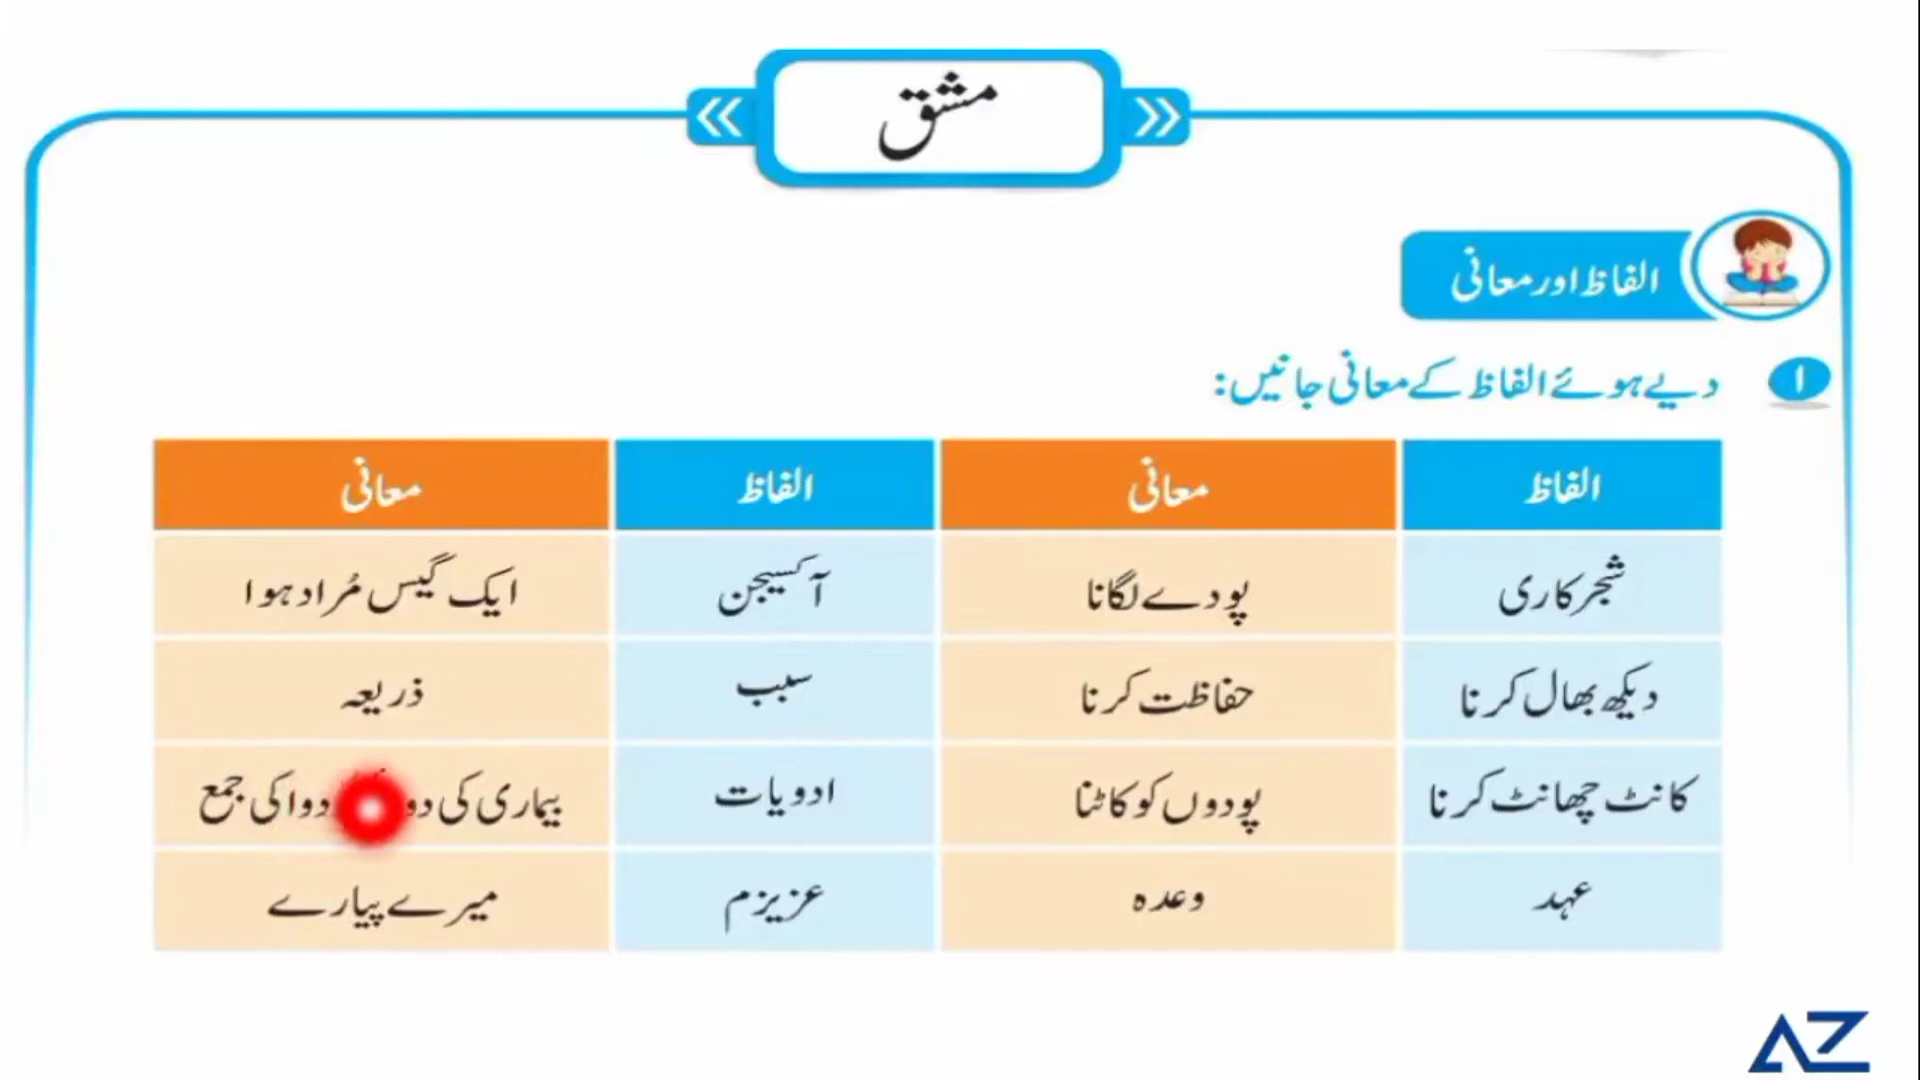 مشق
الفاظ اور معانی
۱ دیے ہوئے الفاظ کے معانی جانیں:
الفاظ معانی الفاظ معانی
شجرکاری پودے لگانا آکسیجن ایک گیس مُراد ہوا
دیکھ بھال کرنا حفاظت کرنا سبب ذریعہ
کانٹ چھانٹ کرنا پودوں کو کاٹنا ادویات بیماری کی دوا کی جمع
عہد وعدہ عزیزم میرے پیارے
AZ